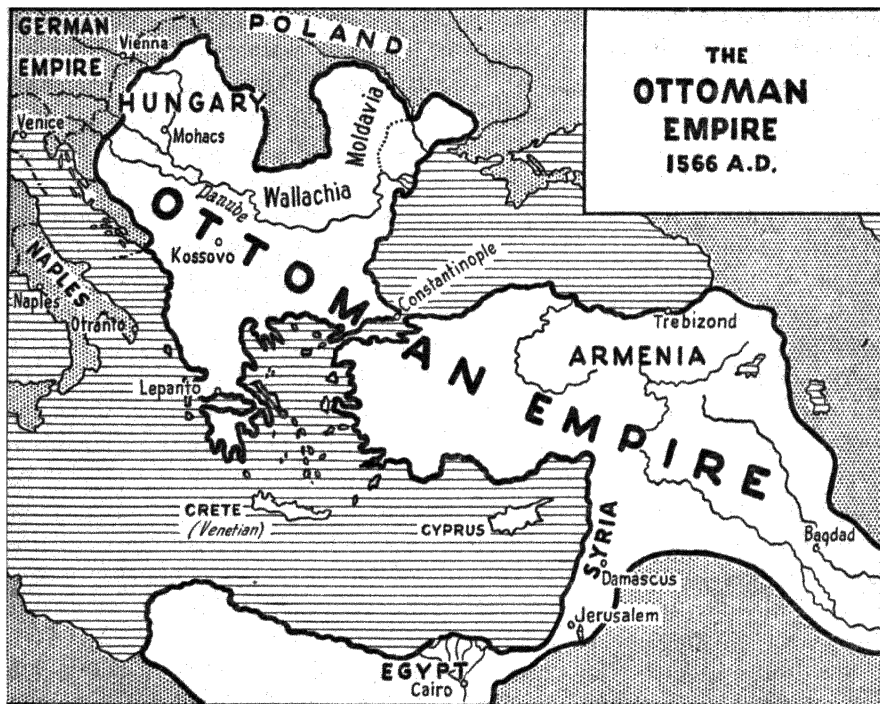 THE
OTTOMAN
EMPIRE
1566 A.D.
GERMAN
EMPIRE
POLAND
Vienna
HUNGARY
Mohacs
Venice
Moldavia
Wallachia
Danube
Kossovo
OTTOMAN EMPIRE
NAPLES
Naples
Otranto
Constantinople
Trebizond
ARMENIA
Lepanto
CRETE
(Venetian)
CYPRUS
SYRIA
Bagdad
Damascus
Jerusalem
EGYPT
Cairo